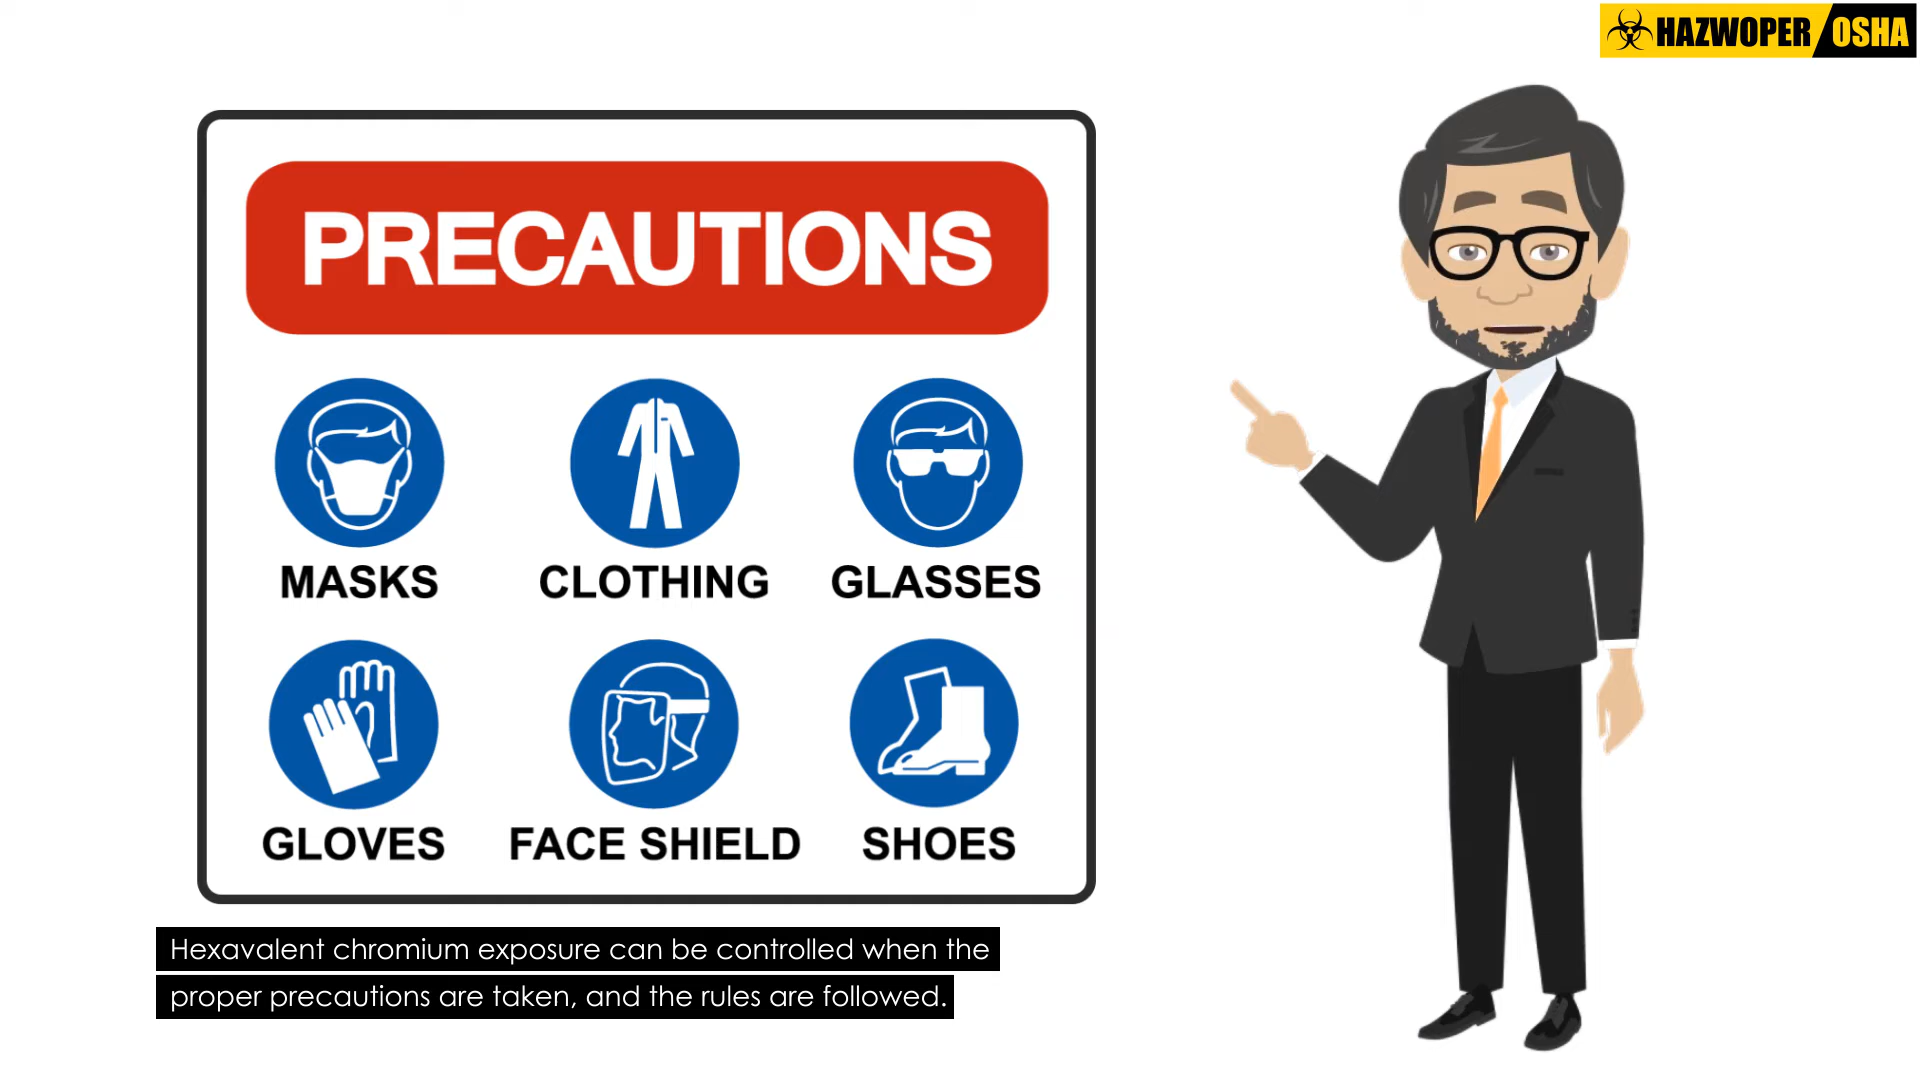 HAZWOPER OSHA
PRECAUTIONS
MASKS CLOTHING GLASSES
GLOVES FACE SHIELD SHOES
Hexavalent chromium exposure can be controlled when the
proper precautions are taken, and the rules are followed.